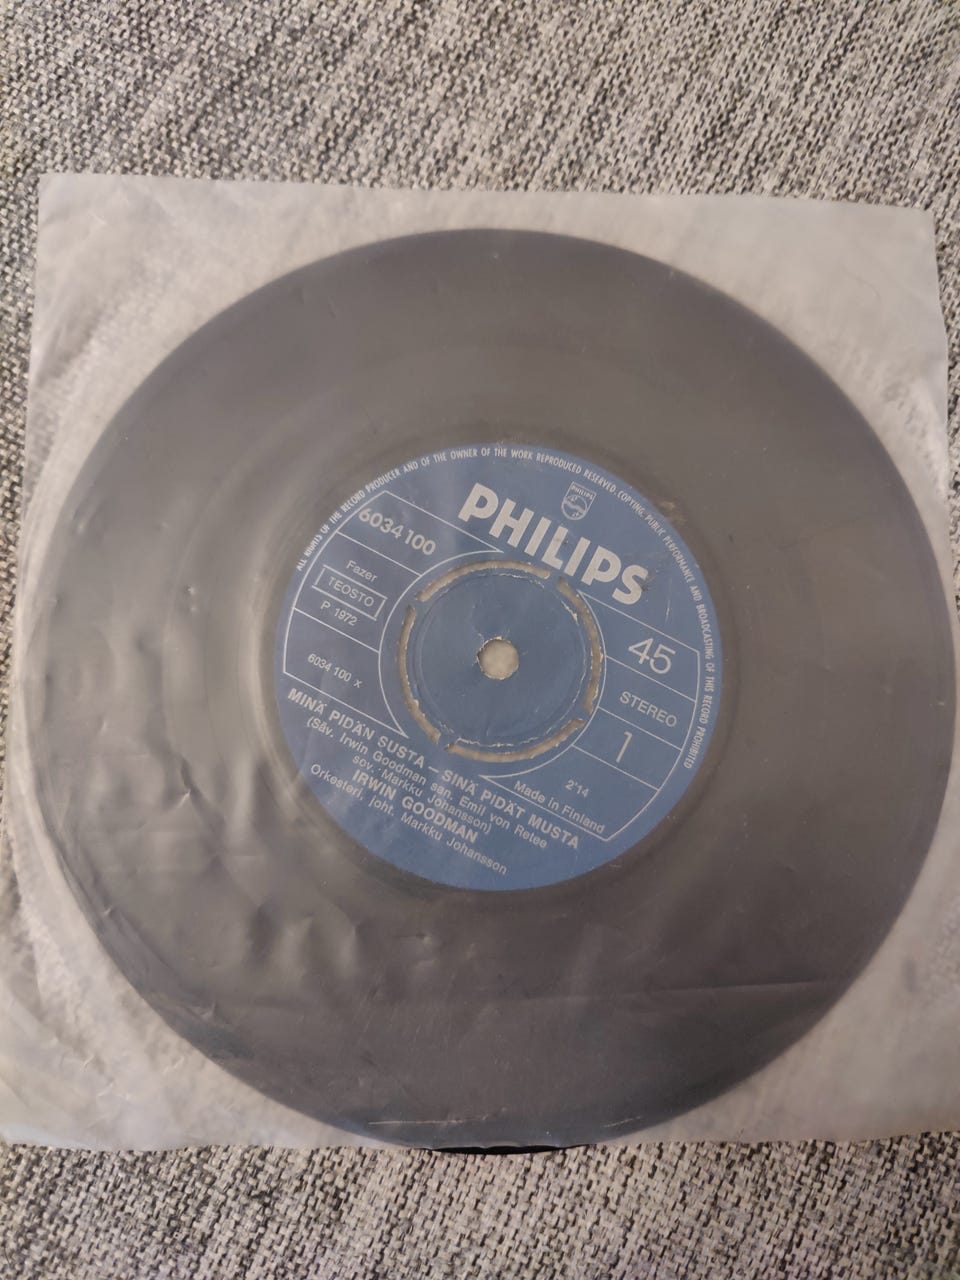 ALL RIGHTS OF THE RECORD PRODUCER AND OF THE OWNER OF THE WORK REPRODUCED RESERVED. COPYING, PUBLIC PERFORMANCE AND BROADCASTING OF THIS RECORD PROHIBITED
PHILIPS
PHILIPS
6034100
Fazer
TEOSTO
P 1972
6034 100 x
45
STEREO
1
2'14
Made in Finland
MINÄ PIDÄN SUSTA – SINÄ PIDÄT MUSTA
(Säv. Irwin Goodman san. Emil von Retee
sov. Markku Johansson)
IRWIN GOODMAN
Orkesteri, joht. Markku Johansson